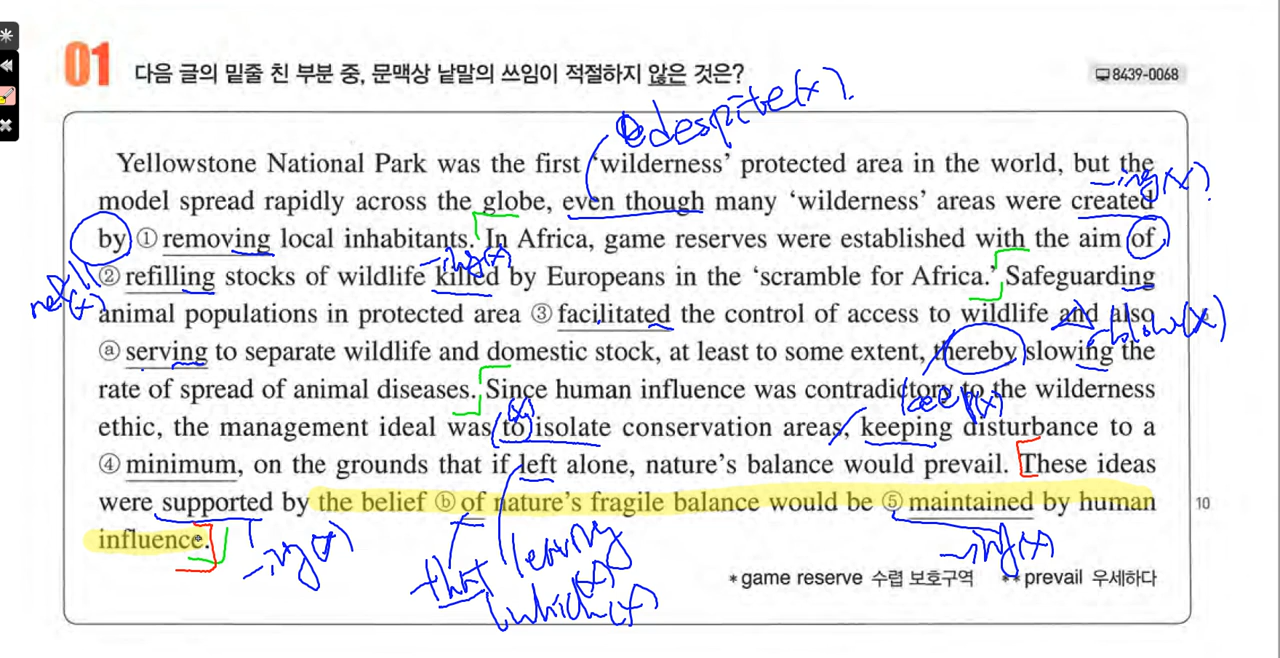 01 다음 글의 밑줄 친 부분 중, 문맥상 낱말의 쓰임이 적절하지 않은 것은? 8439-0068
despite(x).
Yellowstone National Park was the first 'wilderness' protected area in the world, but the
-ing(x)?
model spread rapidly across the globe, even though many 'wilderness' areas were created
by ① removing local inhabitants. In Africa, game reserves were established with the aim of
-ing(x)
② refilling stocks of wildlife killed by Europeans in the 'scramble for Africa.' Safeguarding
(x)
animal populations in protected area ③ facilitated the control of access to wildlife and also
(x)
ⓐ serving to separate wildlife and domestic stock, at least to some extent, thereby slowing the
rate of spread of animal diseases. Since human influence was contradictory to the wilderness
(x) keep(x)
ethic, the management ideal was to isolate conservation areas, keeping disturbance to a
④ minimum, on the grounds that if left alone, nature's balance would prevail. These ideas
were supported by the belief ⓑ of nature's fragile balance would be ⑤ maintained by human 10
influence.
-ing(x) that leaving(x) -ing(x)
which(x)
* game reserve 수렵 보호구역 ** prevail 우세하다